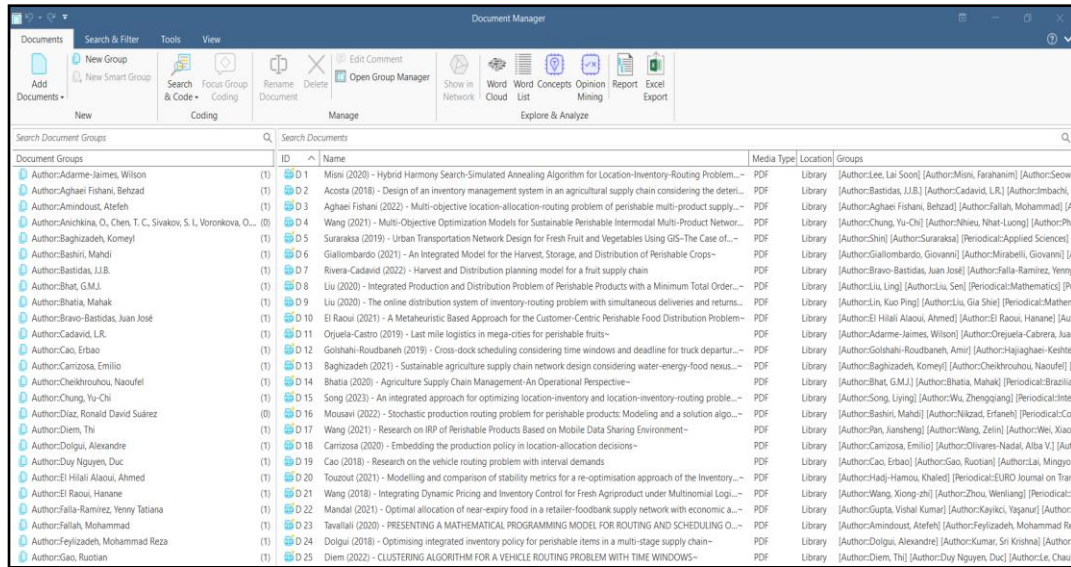 Document Manager
Documents Search & Filter Tools View
Add Documents
New Group
New Smart Group
New
Search & Code
Focus Group Coding
Coding
Rename Document
Delete
Edit Comment
Open Group Manager
Manage
Show in Network
Word Cloud
Word List
Concepts
Opinion Mining
Report
Excel Export
Explore & Analyze
Search Document Groups
Search Documents
Document Groups
Author:Adarme-Jaimes, Wilson (1)
Author:Aghaei Fishani, Behzad (1)
Author:Amindoust, Atefeh (1)
Author:Anichkina, O., Chen, T. C., Sivakov, S. I., Voronkova, O... (0)
Author:Baghizadeh, Komeyl (1)
Author:Bashiri, Mahdi (1)
Author:Bastidas, J.J.B. (1)
Author:Bhat, G.M.J. (1)
Author:Bhatia, Mahak (1)
Author:Bravo-Bastidas, Juan José (1)
Author:Cadavid, L.R. (1)
Author:Cao, Erbao (1)
Author:Carrizosa, Emilio (1)
Author:Cheikhrouhou, Naoufel (1)
Author:Chung, Yu-Chi (1)
Author:Díaz, Ronald David Suárez (0)
Author:Diem, Thi (1)
Author:Dolgui, Alexandre (1)
Author:Duy Nguyen, Duc (1)
Author:El Hilali Alaoui, Ahmed (1)
Author:El Raoui, Hanane (1)
Author:Falla-Ramírez, Yenny Tatiana (1)
Author:Fallah, Mohammad (1)
Author:Feylizadeh, Mohammad Reza (1)
Author:Gao, Ruotian (1)
ID Name Media Type Location Groups
D 1 Misni (2020) - Hybrid Harmony Search-Simulated Annealing Algorithm for Location-Inventory-Routing Problem...~ PDF Library [Author:Lee, Lai Soon] [Author:Misni, Farahanim] [Author:Seow
D 2 Acosta (2018) - Design of an inventory management system in an agricultural supply chain considering the deteri... PDF Library [Author:Bastidas, J.J.B.] [Author:Cadavid, L.R.] [Author:Imbachi,
D 3 Aghaei Fishani (2022) - Multi-objective location-allocation-routing problem of perishable multi-product supply...~ PDF Library [Author:Aghaei Fishani, Behzad] [Author:Fallah, Mohammad] [A
D 4 Wang (2021) - Multi-Objective Optimization Models for Sustainable Perishable Intermodal Multi-Product Networ... PDF Library [Author:Chung, Yu-Chi] [Author:Nhieu, Nhat-Luong] [Author:Ph
D 5 Suraraksa (2019) - Urban Transportation Network Design for Fresh Fruit and Vegetables Using GIS–The Case of...~ PDF Library [Author:Shin] [Author:Suraraksa] [Periodical:Applied Sciences]
D 6 Giallombardo (2021) - An Integrated Model for the Harvest, Storage, and Distribution of Perishable Crops~ PDF Library [Author:Giallombardo, Giovanni] [Author:Mirabelli, Giovanni] [
D 7 Rivera-Cadavid (2022) - Harvest and Distribution planning model for a fruit supply chain PDF Library [Author:Bravo-Bastidas, Juan José] [Author:Falla-Ramírez, Yenny
D 8 Liu (2020) - Integrated Production and Distribution Problem of Perishable Products with a Minimum Total Order...~ PDF Library [Author:Liu, Ling] [Author:Liu, Sen] [Periodical:Mathematics] [P
D 9 Liu (2020) - The online distribution system of inventory-routing problem with simultaneous deliveries and returns... PDF Library [Author:Lin, Kuo Ping] [Author:Liu, Gia Shie] [Periodical:Mathe
D 10 El Raoui (2021) - A Metaheuristic Based Approach for the Customer-Centric Perishable Food Distribution Problem~ PDF Library [Author:El Hilali Alaoui, Ahmed] [Author:El Raoui, Hanane] [Au
D 11 Orjuela-Castro (2019) - Last mile logistics in mega-cities for perishable fruits~ PDF Library [Author:Adarme-Jaimes, Wilson] [Author:Orejuela-Cabrera, Jua
D 12 Golshahi-Roudbaneh (2019) - Cross-dock scheduling considering time windows and deadline for truck departur...~ PDF Library [Author:Golshahi-Roudbaneh, Amir] [Author:Hajiaghaei-Keshte
D 13 Baghizadeh (2021) - Sustainable agriculture supply chain network design considering water-energy-food nexus...~ PDF Library [Author:Baghizadeh, Komeyl] [Author:Cheikhrouhou, Naoufel] [
D 14 Bhatia (2020) - Agriculture Supply Chain Management-An Operational Perspective~ PDF Library [Author:Bhat, G.M.J.] [Author:Bhatia, Mahak] [Periodical:Brazilia
D 15 Song (2023) - An integrated approach for optimizing location-inventory and location-inventory-routing proble...~ PDF Library [Author:Song, Liying] [Author:Wu, Zhengqiang] [Periodical:Inte
D 16 Mousavi (2022) - Stochastic production routing problem for perishable products: Modeling and a solution algo...~ PDF Library [Author:Bashiri, Mahdi] [Author:Nikzad, Erfaneh] [Periodical:Co
D 17 Wang (2021) - Research on IRP of Perishable Products Based on Mobile Data Sharing Environment~ PDF Library [Author:Pan, Jiansheng] [Author:Wang, Zelin] [Author:Wei, Xiao
D 18 Carrizosa (2020) - Embedding the production policy in location-allocation decisions~ PDF Library [Author:Carrizosa, Emilio] [Author:Olivares-Nadal, Alba V.] [Aut
D 19 Cao (2018) - Research on the vehicle routing problem with interval demands PDF Library [Author:Cao, Erbao] [Author:Gao, Ruotian] [Author:Lai, Mingyo
D 20 Touzout (2021) - Modelling and comparison of stability metrics for a re-optimisation approach of the Inventory...~ PDF Library [Author:Hadj-Hamou, Khaled] [Periodical:EURO Journal on Tran
D 21 Wang (2018) - Integrating Dynamic Pricing and Inventory Control for Fresh Agriproduct under Multinomial Logi...~ PDF Library [Author:Wang, Xiong-zhi] [Author:Zhou, Wenliang] [Periodical:
D 22 Mandal (2021) - Optimal allocation of near-expiry food in a retailer-foodbank supply network with economic a...~ PDF Library [Author:Gupta, Vishal Kumar] [Author:Kayikci, Yaşanur] [Author:
D 23 Tavallali (2020) - PRESENTING A MATHEMATICAL PROGRAMMING MODEL FOR ROUTING AND SCHEDULING O...~ PDF Library [Author:Amindoust, Atefeh] [Author:Feylizadeh, Mohammad Re
D 24 Dolgui (2018) - Optimising integrated inventory policy for perishable items in a multi-stage supply chain~ PDF Library [Author:Dolgui, Alexandre] [Author:Kumar, Sri Krishna] [Author
D 25 Diem (2022) - CLUSTERING ALGORITHM FOR A VEHICLE ROUTING PROBLEM WITH TIME WINDOWS~ PDF Library [Author:Diem, Thi] [Author:Duy Nguyen, Duc] [Author:Le, Chau